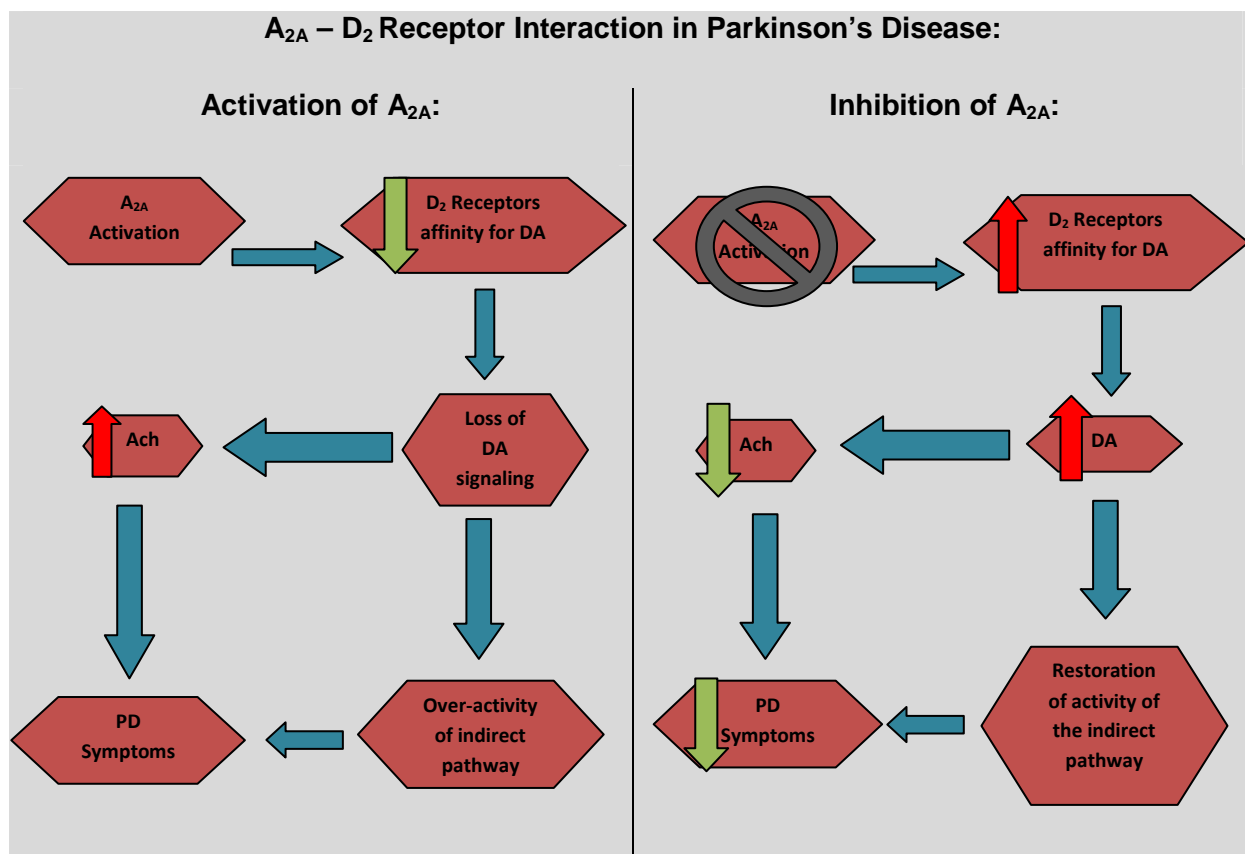 A2A – D2 Receptor Interaction in Parkinson's Disease:
Activation of A2A:
A2A
Activation
D2 Receptors
affinity for DA
Ach
Loss of
DA
signaling
PD
Symptoms
Over-activity
of indirect
pathway
Inhibition of A2A:
A2A
Activation
D2 Receptors
affinity for DA
Ach
DA
PD
Symptoms
Restoration
of activity of
the indirect
pathway